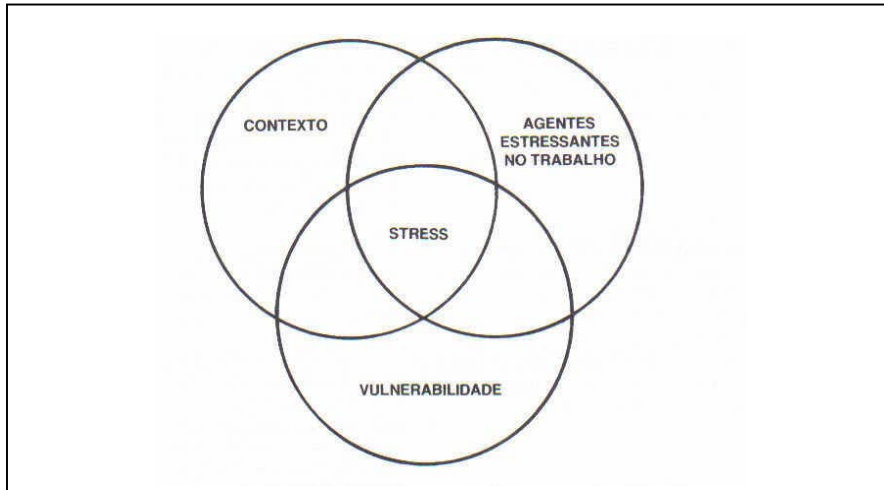 CONTEXTO
AGENTES
ESTRESSANTES
NO TRABALHO
STRESS
VULNERABILIDADE